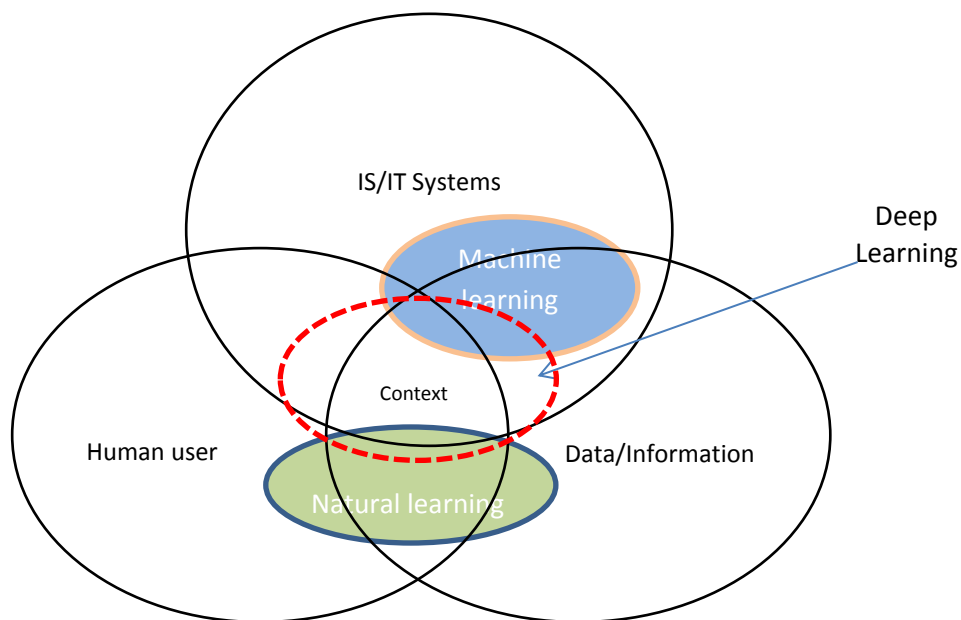 IS/IT Systems
Deep
Learning
Machine
learning
Context
Human user
Data/Information
Natural learning